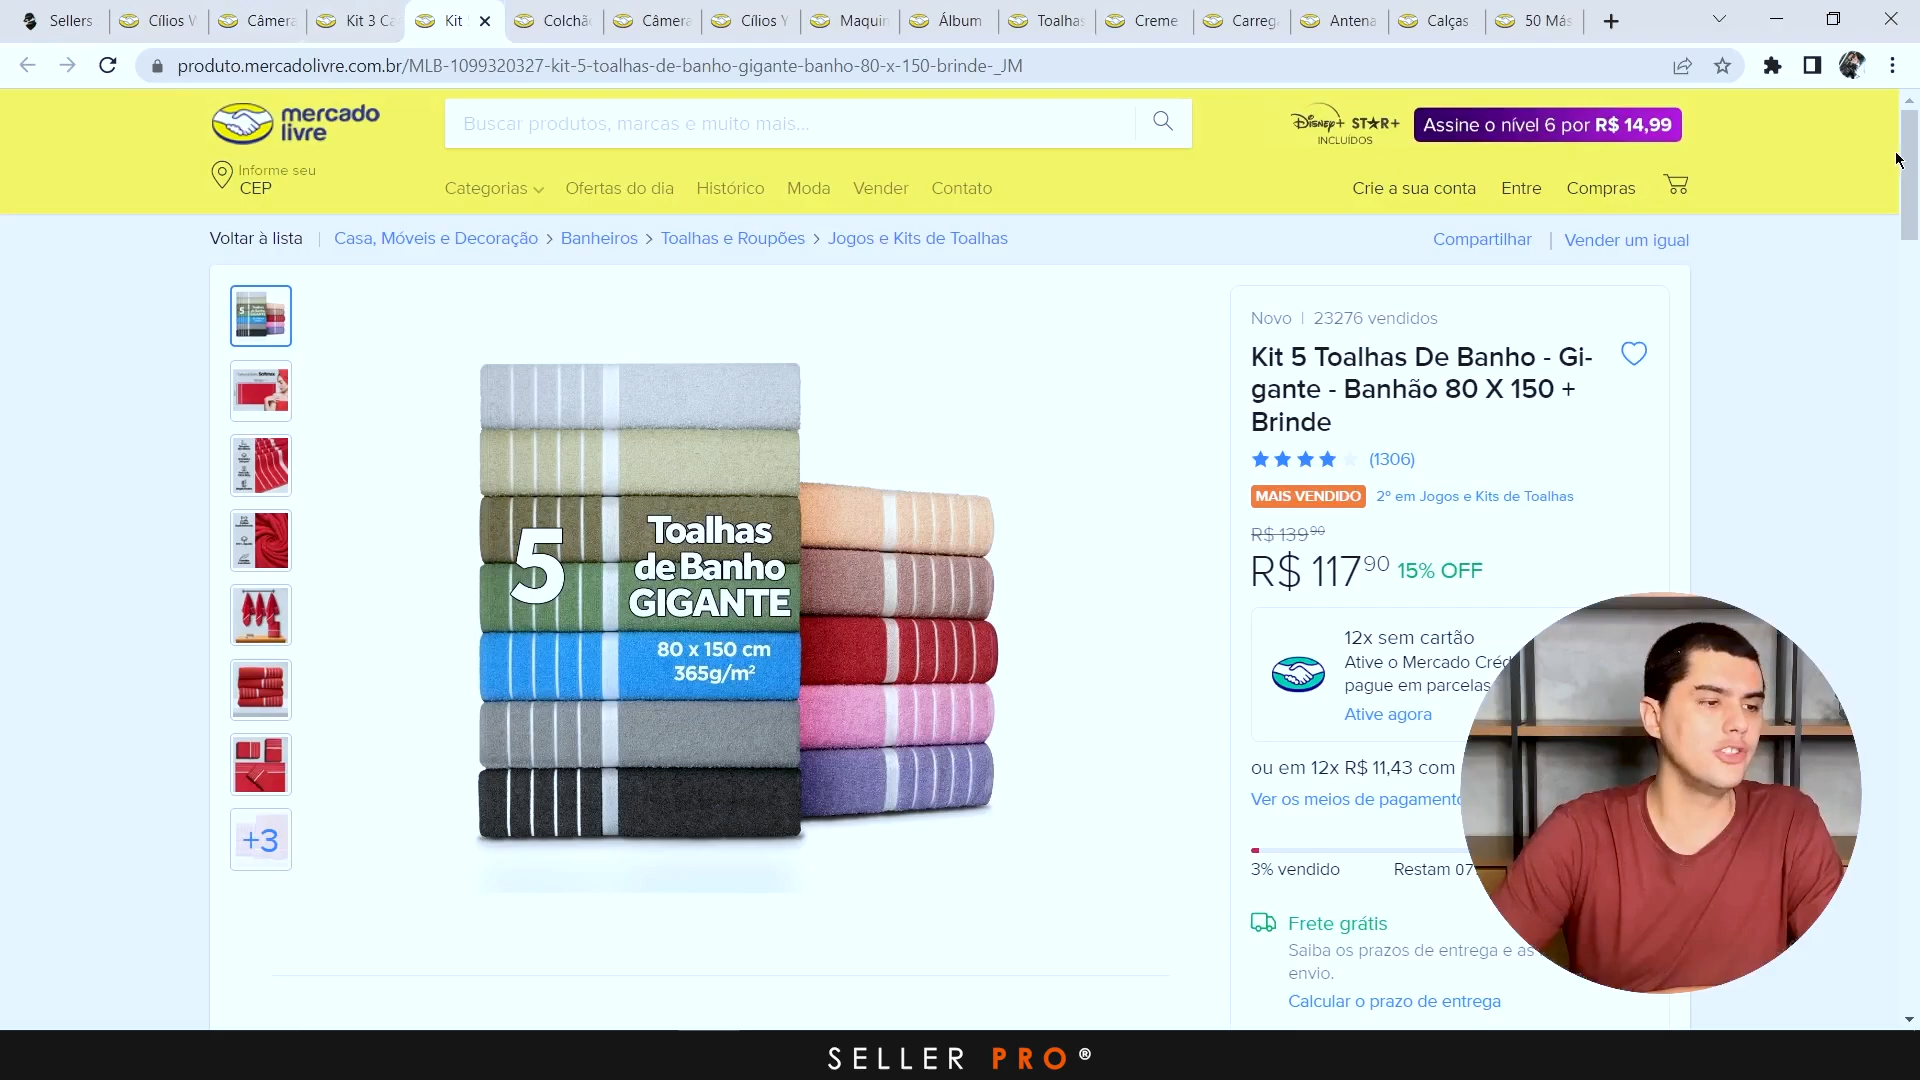 Sellers
Cílios V
Câmera
Kit 3 Ca
Kit
Colchã
Câmera
Cílios Y
Maquin
Álbum
Toalhas
Creme
Carreg
Antena
Calças
50 Más
produto.mercadolivre.com.br/MLB-1099320327-kit-5-toalhas-de-banho-gigante-banho-80-x-150-brinde-_JM
mercado
livre
Buscar produtos, marcas e muito mais...
Disney+ STAR+
INCLUÍDOS
Assine o nível 6 por R$ 14,99
Informe seu
CEP
Categorias Ofertas do dia Histórico Moda Vender Contato
Crie a sua conta Entre Compras
Voltar à lista | Casa, Móveis e Decoração > Banheiros > Toalhas e Roupões > Jogos e Kits de Toalhas
Compartilhar | Vender um igual
Novo | 23276 vendidos
Kit 5 Toalhas De Banho - Gi-
gante - Banhão 80 X 150 +
Brinde
(1306)
MAIS VENDIDO 2º em Jogos e Kits de Toalhas
R$ 139 90
R$ 117 90 15% OFF
12x sem cartão
Ative o Mercado Créd
pague em parcelas
Ative agora
ou em 12x R$ 11,43 com
Ver os meios de pagamento
3% vendido Restam 07
Frete grátis
Saiba os prazos de entrega e as
envio.
Calcular o prazo de entrega
5 Toalhas
de Banho
GIGANTE
80 x 150 cm
365g/m²
+3
SELLER PRO ®